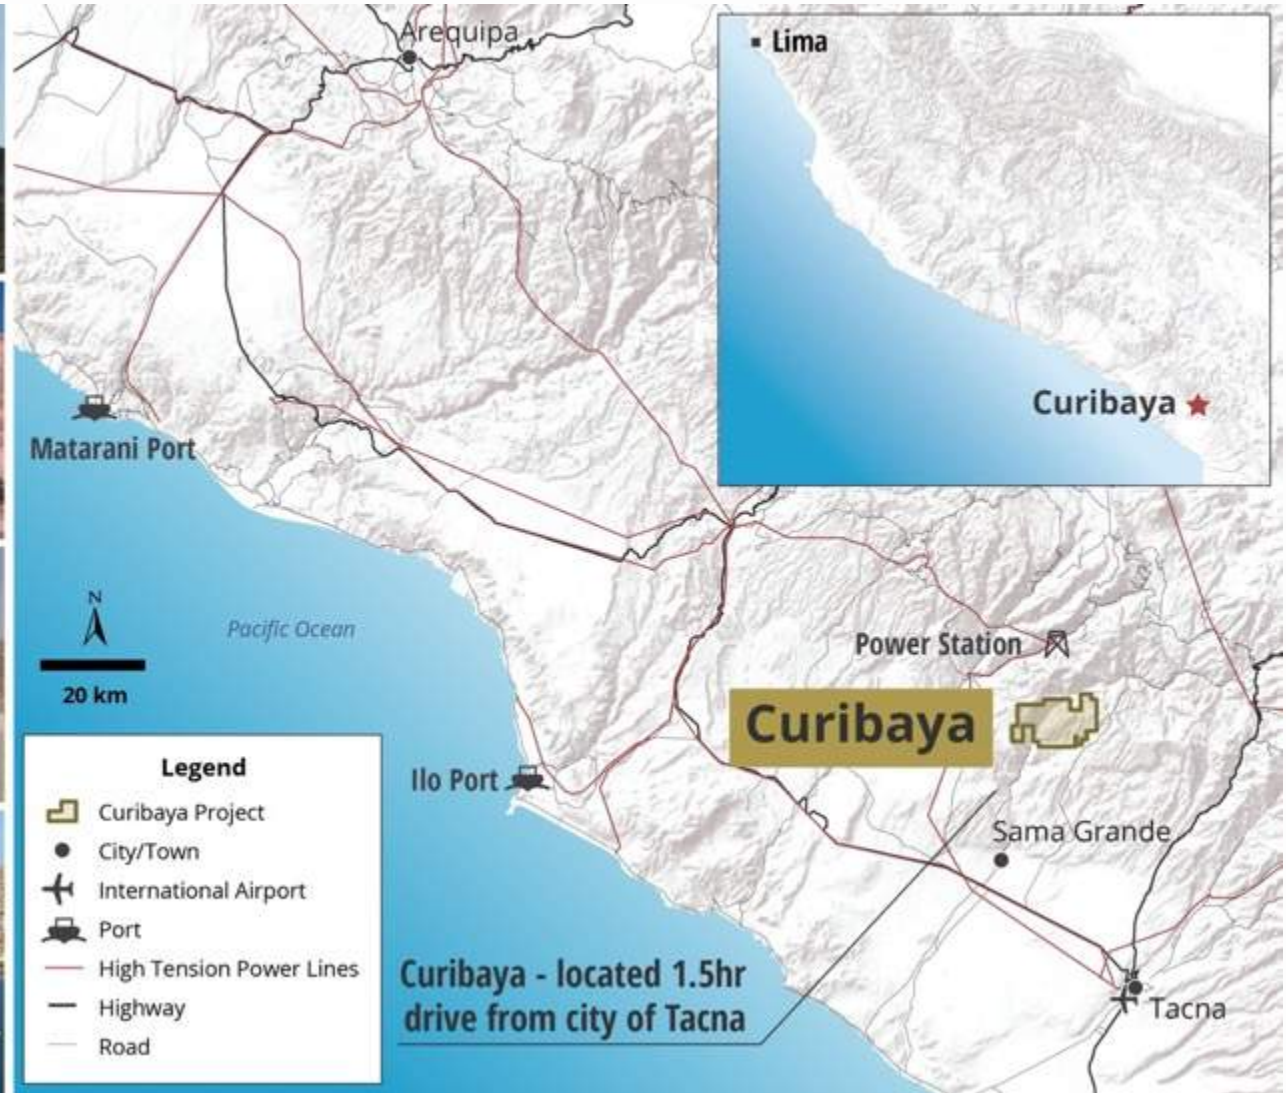 Arequipa
Lima
Curibaya
Matarani Port
N
Pacific Ocean
20 km
Power Station
Curibaya
Ilo Port
Sama Grande
Legend
Curibaya Project
City/Town
International Airport
Port
High Tension Power Lines
Highway
Road
Curibaya - located 1.5hr
drive from city of Tacna
Tacna